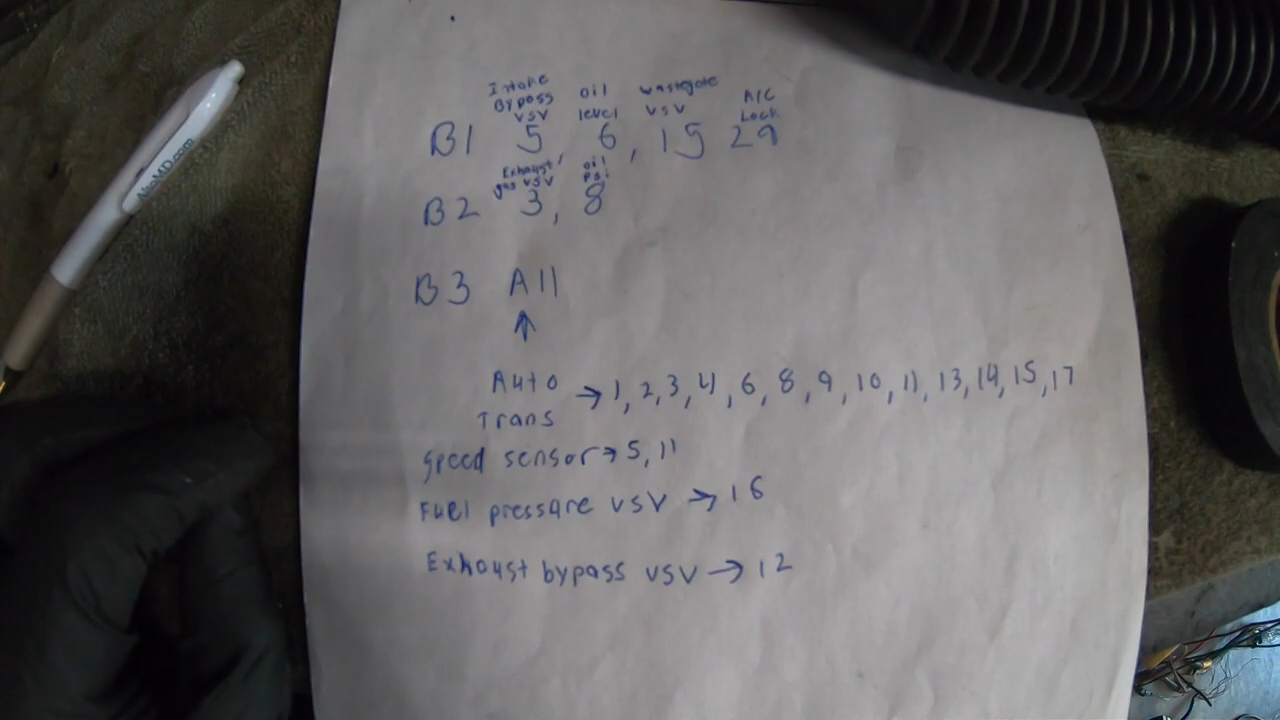 AltoMD.com
Intake oil wastegate A/C
Bypass level VSV Lock
VSV
B1 5 6, 15 29
Exhaust oil
gas VSV psi
B2 3, 8
B3 All
↑
Auto → 1, 2, 3, 4, 6, 8, 9, 10, 11, 13, 14, 15, 17
Trans
speed sensor → 5, 11
Fuel pressure VSV → 16
Exhaust bypass VSV → 12